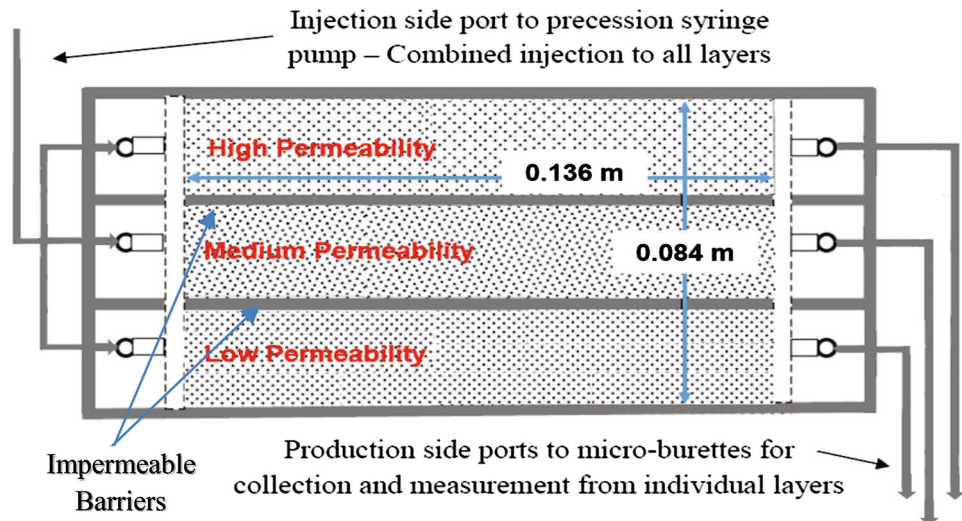 Injection side port to precession syringe
pump – Combined injection to all layers
High Permeability
0.136 m
Medium Permeability
0.084 m
Low Permeability
Impermeable
Barriers
Production side ports to micro-burettes for
collection and measurement from individual layers